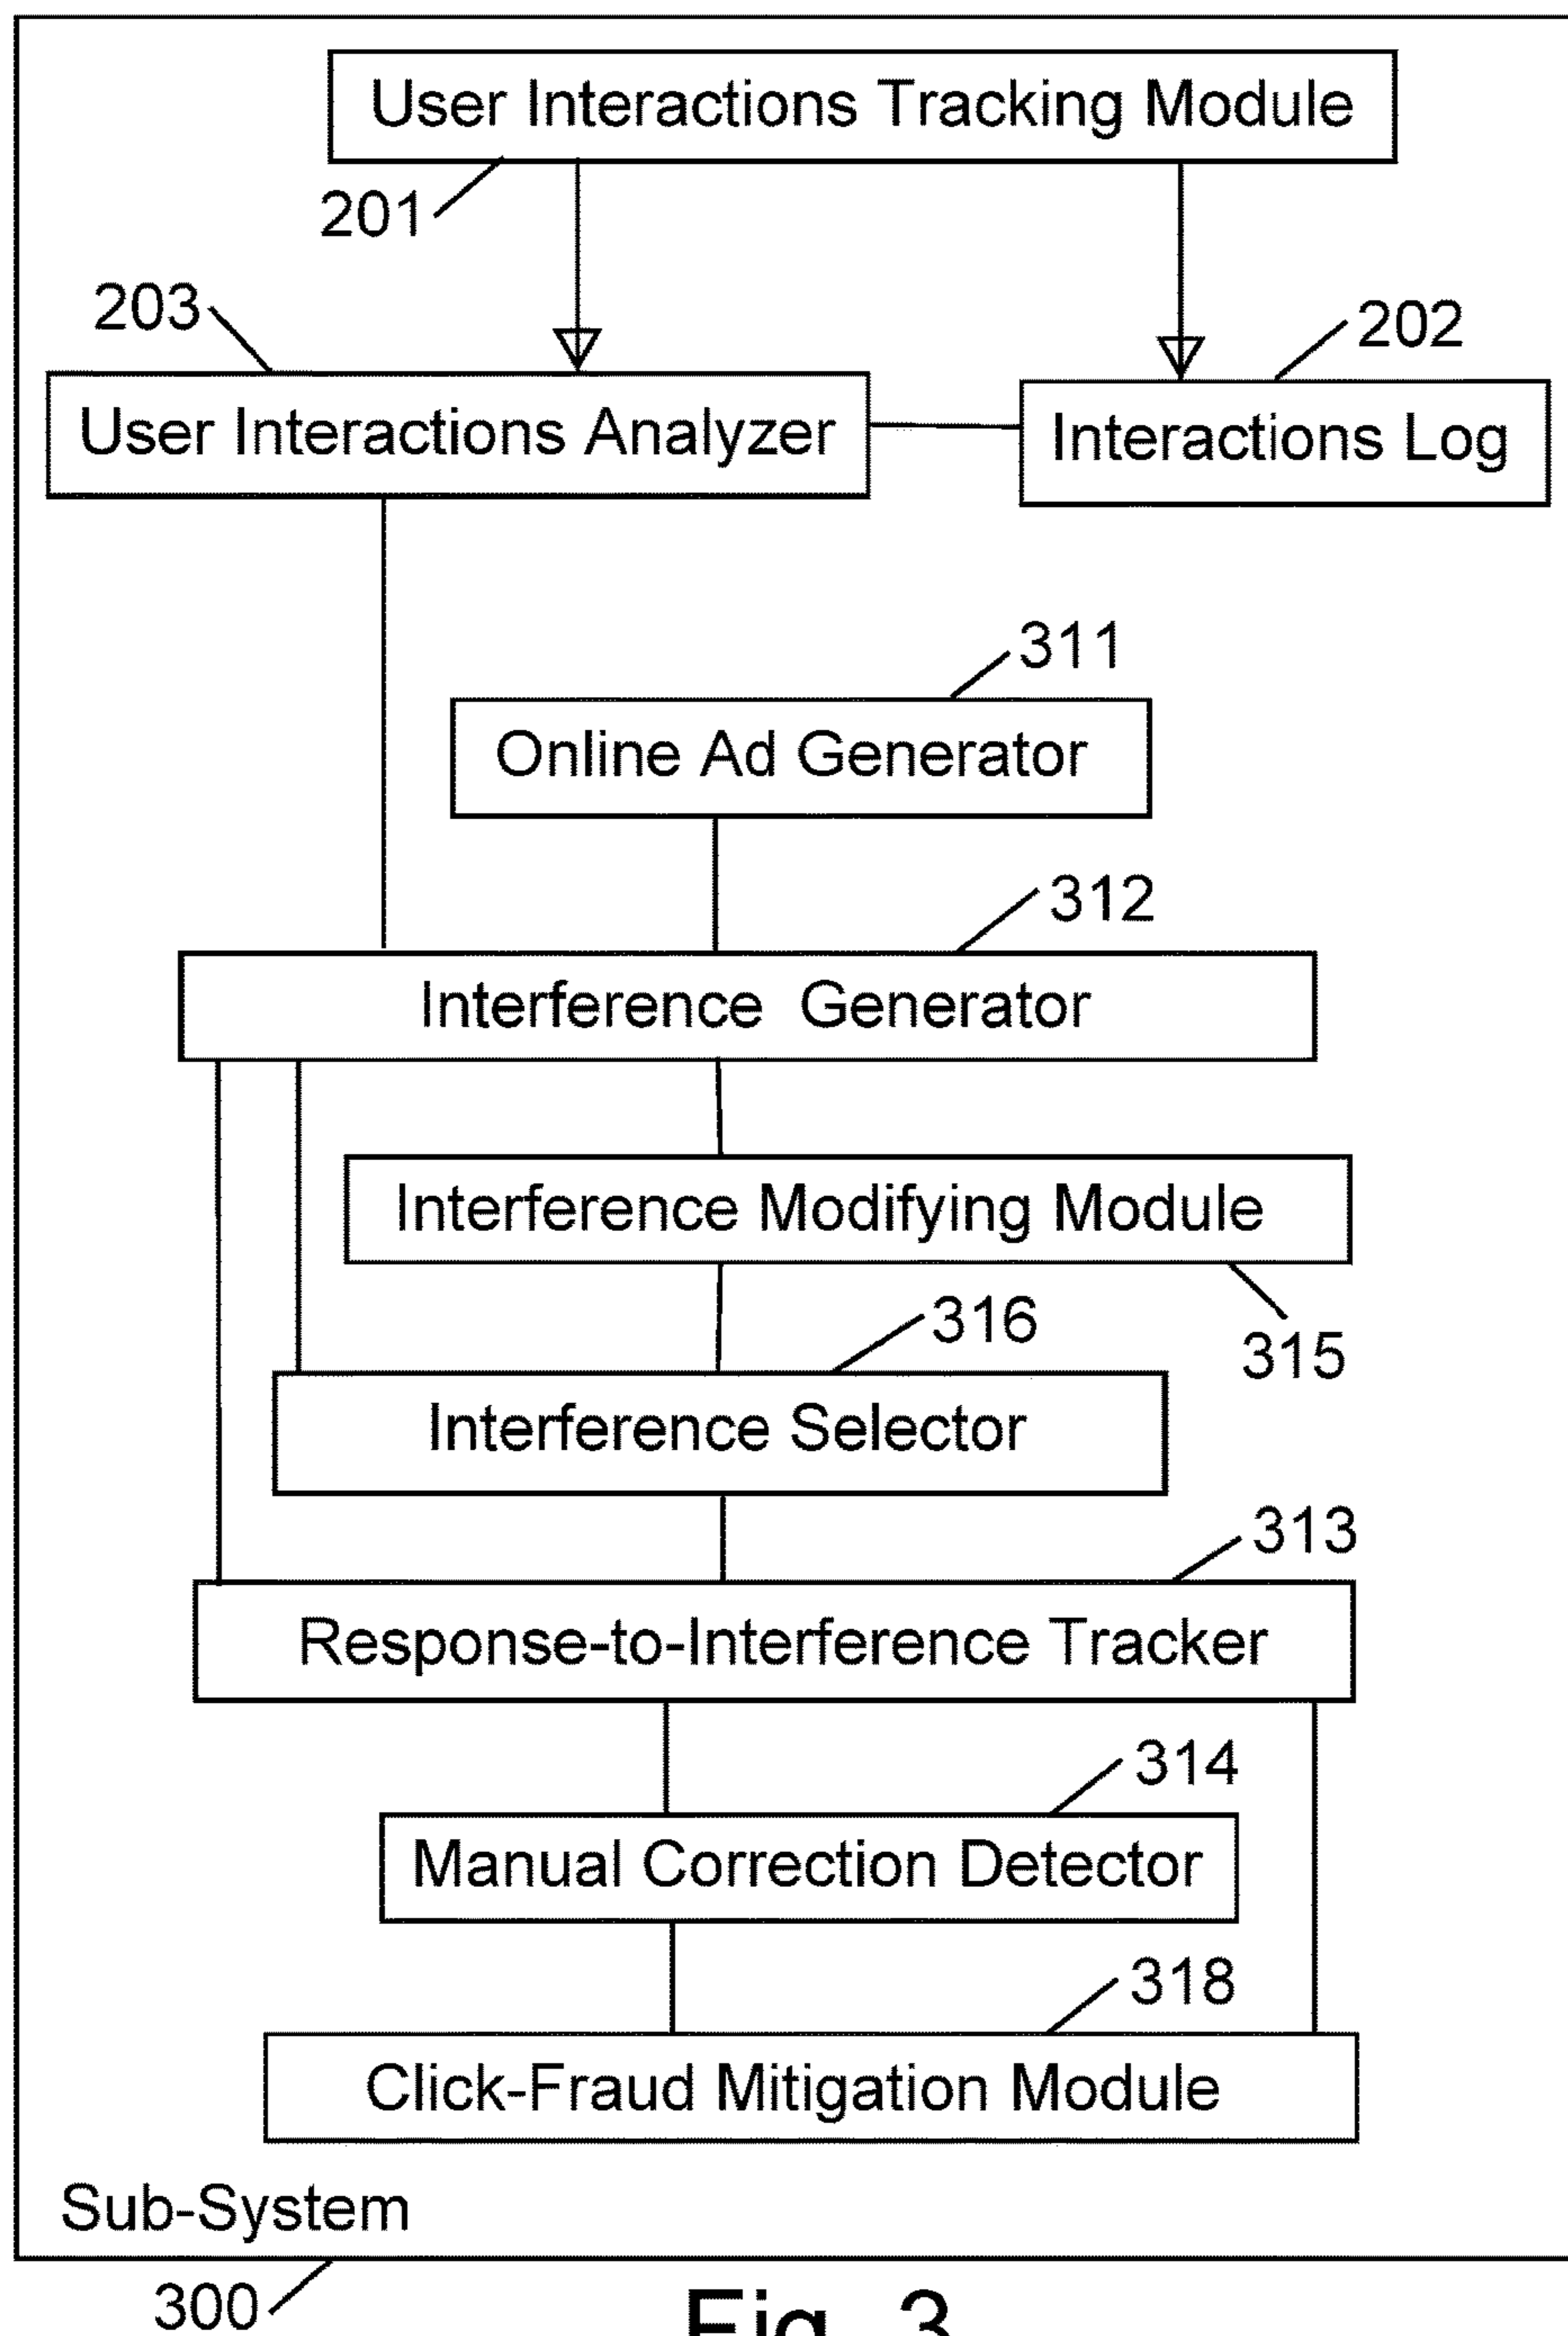 User Interactions Tracking Module
201
203
202
User Interactions Analyzer
Interactions Log
311
Online Ad Generator
312
Interference Generator
Interference Modifying Module
316
315
Interference Selector
313
Response-to-Interference Tracker
314
Manual Correction Detector
318
Click-Fraud Mitigation Module
Sub-System
300
Fig. 3